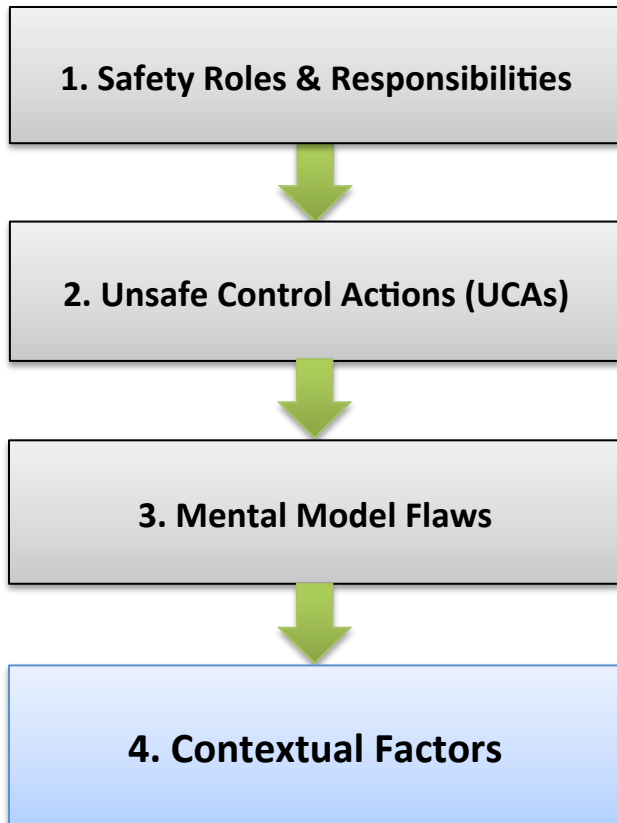 1. Safety Roles & Responsibilities
2. Unsafe Control Actions (UCAs)
3. Mental Model Flaws
4. Contextual Factors